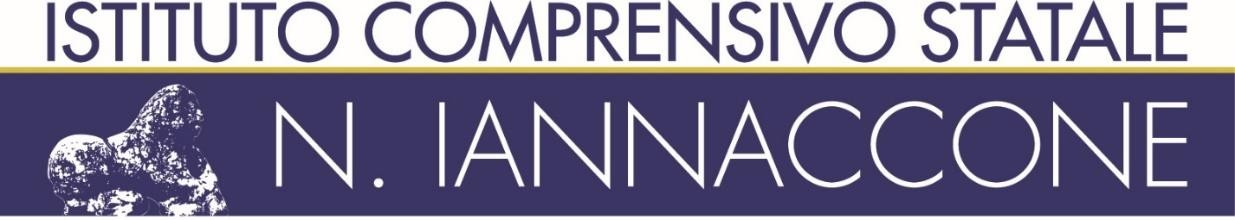 ISTITUTO COMPRENSIVO STATALE
N. IANNACCONE